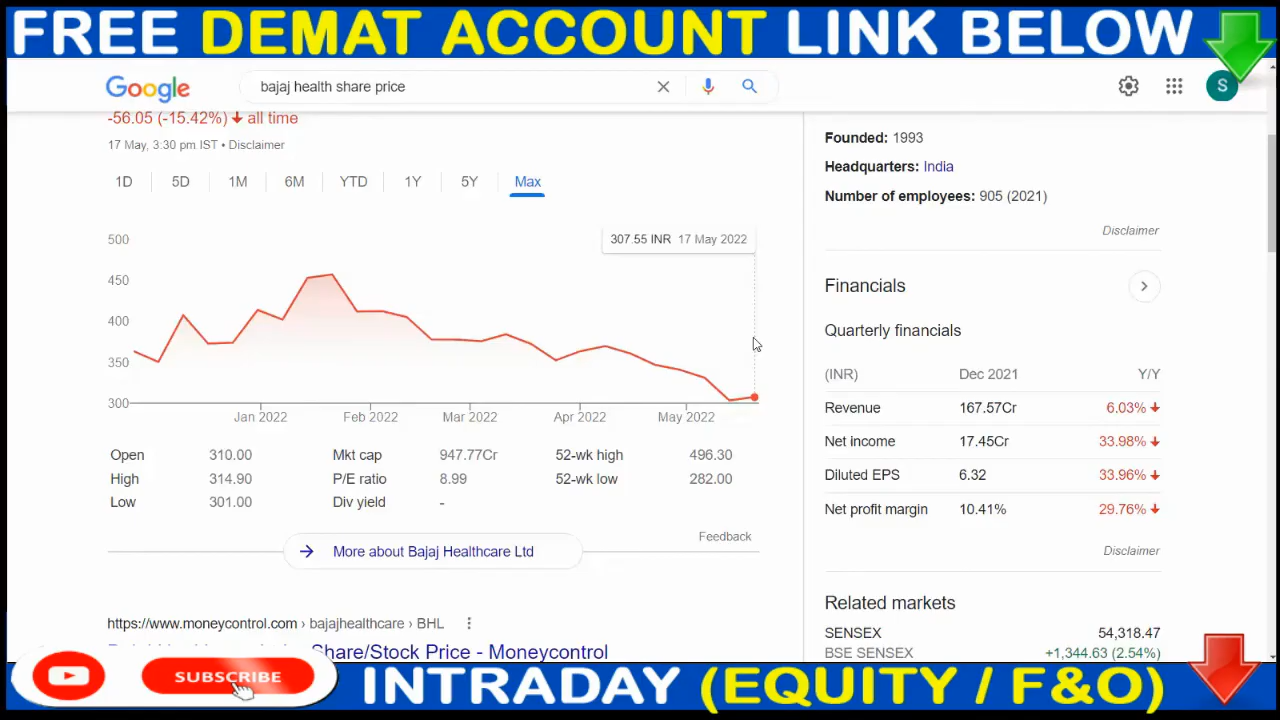 FREE DEMAT ACCOUNT LINK BELOW
Google
bajaj health share price
S
-56.05 (-15.42%) all time
17 May, 3:30 pm IST • Disclaimer
1D 5D 1M 6M YTD 1Y 5Y Max
307.55 INR 17 May 2022
500
450
400
350
300
Jan 2022 Feb 2022 Mar 2022 Apr 2022 May 2022
Open 310.00 Mkt cap 947.77Cr 52-wk high 496.30
High 314.90 P/E ratio 8.99 52-wk low 282.00
Low 301.00 Div yield -
Feedback
More about Bajaj Healthcare Ltd
https://www.moneycontrol.com › bajajhealthcare › BHL
Share/Stock Price - Moneycontrol
Founded: 1993
Headquarters: India
Number of employees: 905 (2021)
Disclaimer
Financials
Quarterly financials
(INR) Dec 2021 Y/Y
Revenue 167.57Cr 6.03%
Net income 17.45Cr 33.98%
Diluted EPS 6.32 33.96%
Net profit margin 10.41% 29.76%
Disclaimer
Related markets
SENSEX 54,318.47
BSE SENSEX +1,344.63 (2.54%)
SUBSCRIBE
INTRADAY (EQUITY / F&O)